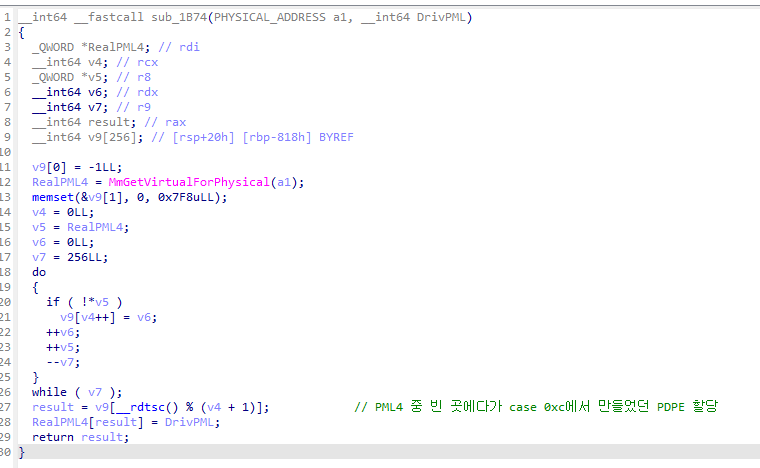 1 __int64 __fastcall sub_1B74(PHYSICAL_ADDRESS a1, __int64 DrivPML)
2 {
3   _QWORD *RealPML4; // rdi
4   __int64 v4; // rcx
5   _QWORD *v5; // r8
6   __int64 v6; // rdx
7   __int64 v7; // r9
8   __int64 result; // rax
9   __int64 v9[256]; // [rsp+20h] [rbp-818h] BYREF
10
11   v9[0] = -1LL;
12   RealPML4 = MmGetVirtualForPhysical(a1);
13   memset(&v9[1], 0, 0x7F8uLL);
14   v4 = 0LL;
15   v5 = RealPML4;
16   v6 = 0LL;
17   v7 = 256LL;
18   do
19   {
20     if ( !*v5 )
21       v9[v4++] = v6;
22     ++v6;
23     ++v5;
24     --v7;
25   }
26   while ( v7 );
27   result = v9[__rdtsc() % (v4 + 1)];            // PML4 중 빈 곳에다가 case 0xc에서 만들었던 PDPE 할당
28   RealPML4[result] = DrivPML;
29   return result;
30 }